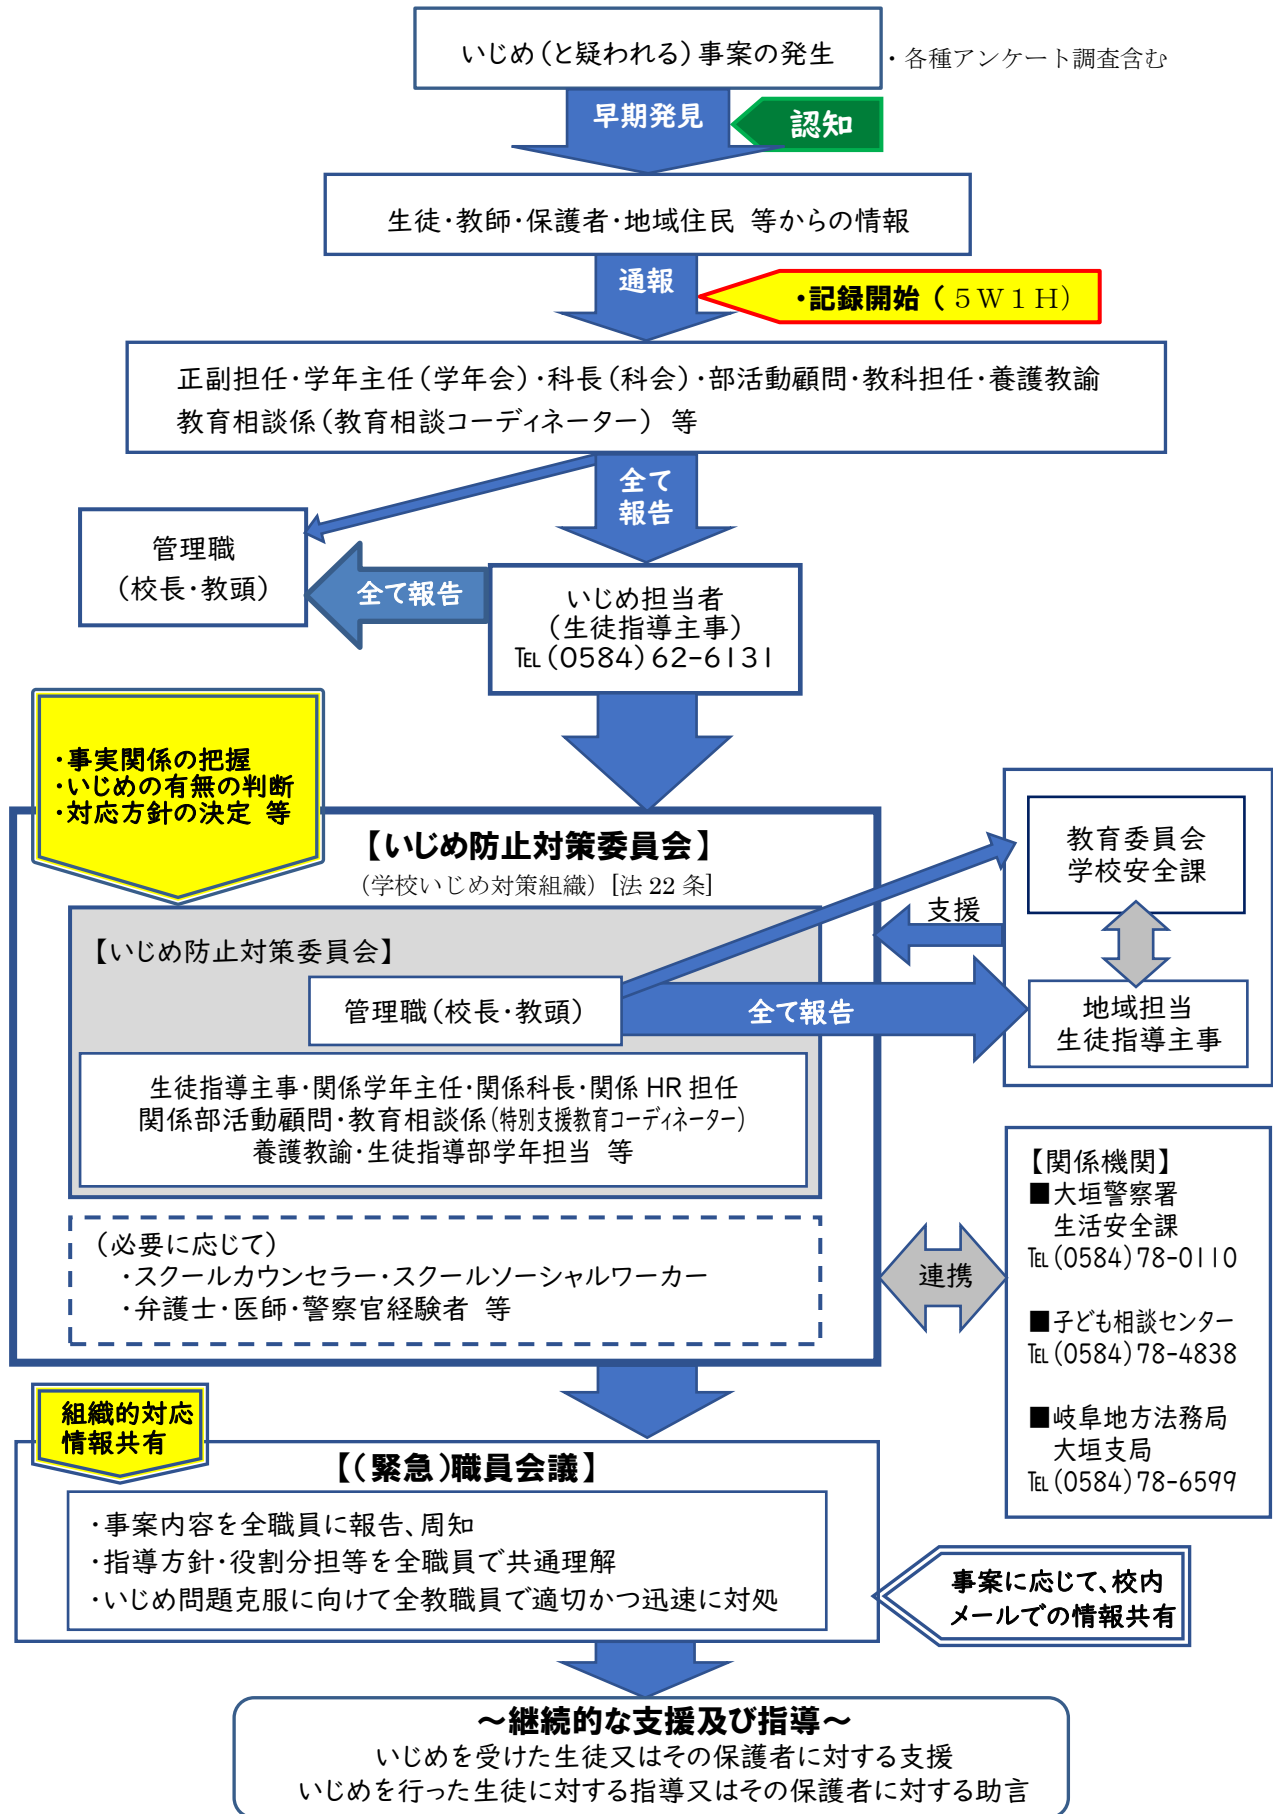 いじめ(と疑われる)事案の発生
・各種アンケート調査含む
早期発見
認知
生徒・教師・保護者・地域住民 等からの情報
通報
・記録開始(5W1H)
正副担任・学年主任(学年会)・科長(科会)・部活動顧問・教科担任・養護教諭
教育相談係(教育相談コーディネーター) 等
全て
報告
管理職
(校長・教頭)
全て報告
いじめ担当者
(生徒指導主事)
℡(0584)62-6131
・事実関係の把握
・いじめの有無の判断
・対応方針の決定 等
【いじめ防止対策委員会】
(学校いじめ対策組織)[法 22 条]
教育委員会
学校安全課
支援
【いじめ防止対策委員会】
管理職(校長・教頭)
全て報告
地域担当
生徒指導主事
生徒指導主事・関係学年主任・関係科長・関係 HR 担任
関係部活動顧問・教育相談係(特別支援教育コーディネーター)
養護教諭・生徒指導部学年担当 等
(必要に応じて)
・スクールカウンセラー・スクールソーシャルワーカー
・弁護士・医師・警察官経験者 等
連携
【関係機関】
■大垣警察署
生活安全課
℡(0584)78-0110
■子ども相談センター
℡(0584)78-4838
■岐阜地方法務局
大垣支局
℡(0584)78-6599
組織的対応
情報共有
【(緊急)職員会議】
・事案内容を全職員に報告、周知
・指導方針・役割分担等を全職員で共通理解
・いじめ問題克服に向けて全教職員で適切かつ迅速に対処
事案に応じて、校内
メールでの情報共有
～継続的な支援及び指導～
いじめを受けた生徒又はその保護者に対する支援
いじめを行った生徒に対する指導又はその保護者に対する助言